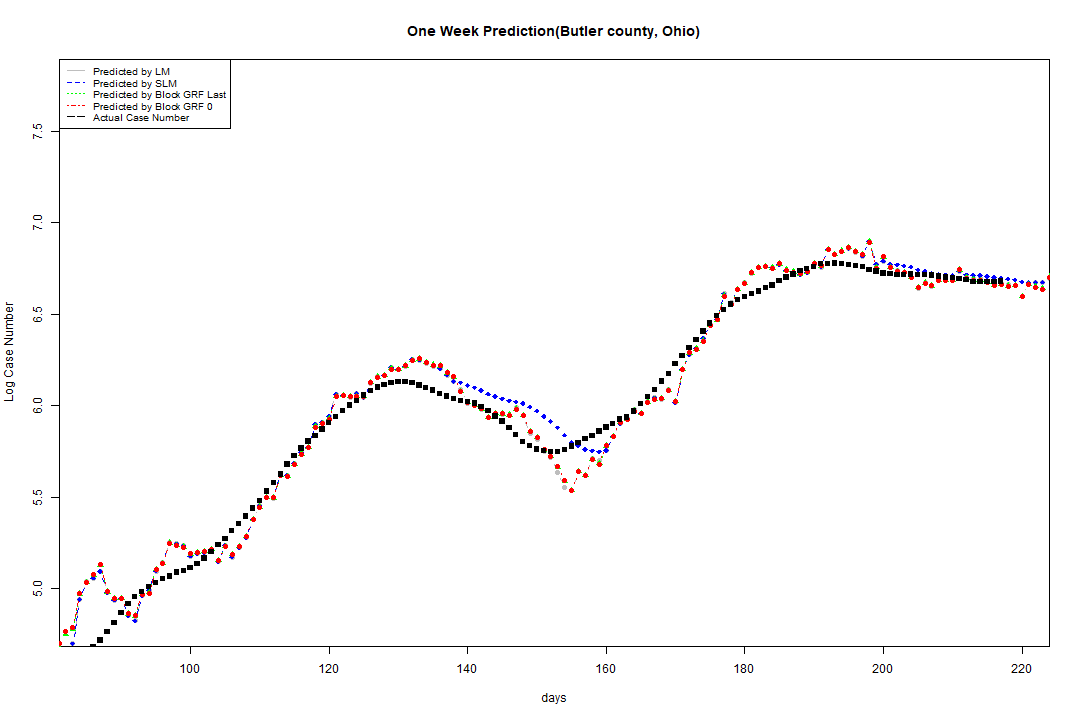 One Week Prediction(Butler county, Ohio)
Predicted by LM
Predicted by SLM
Predicted by Block GRF Last
Predicted by Block GRF 0
Actual Case Number
7.5
7.0
6.5
6.0
5.5
5.0
Log Case Number
100 120 140 160 180 200 220
days